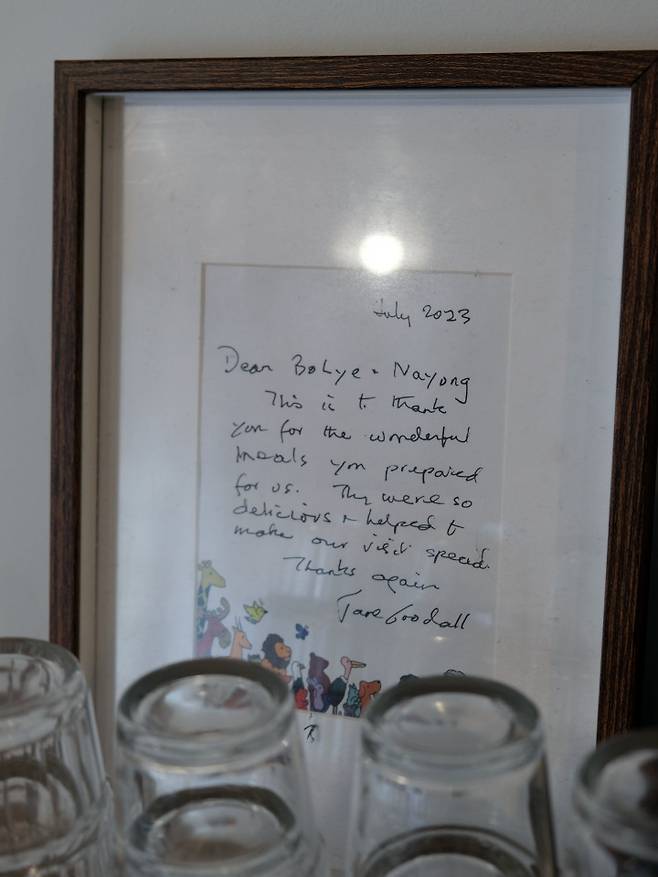 July 2023
Dear Bohye + Nayong
This is to thank
you for the wonderful
meals you prepared
for us. They were so
delicious + helped to
make our visit special.
Thanks again
Jane Goodall